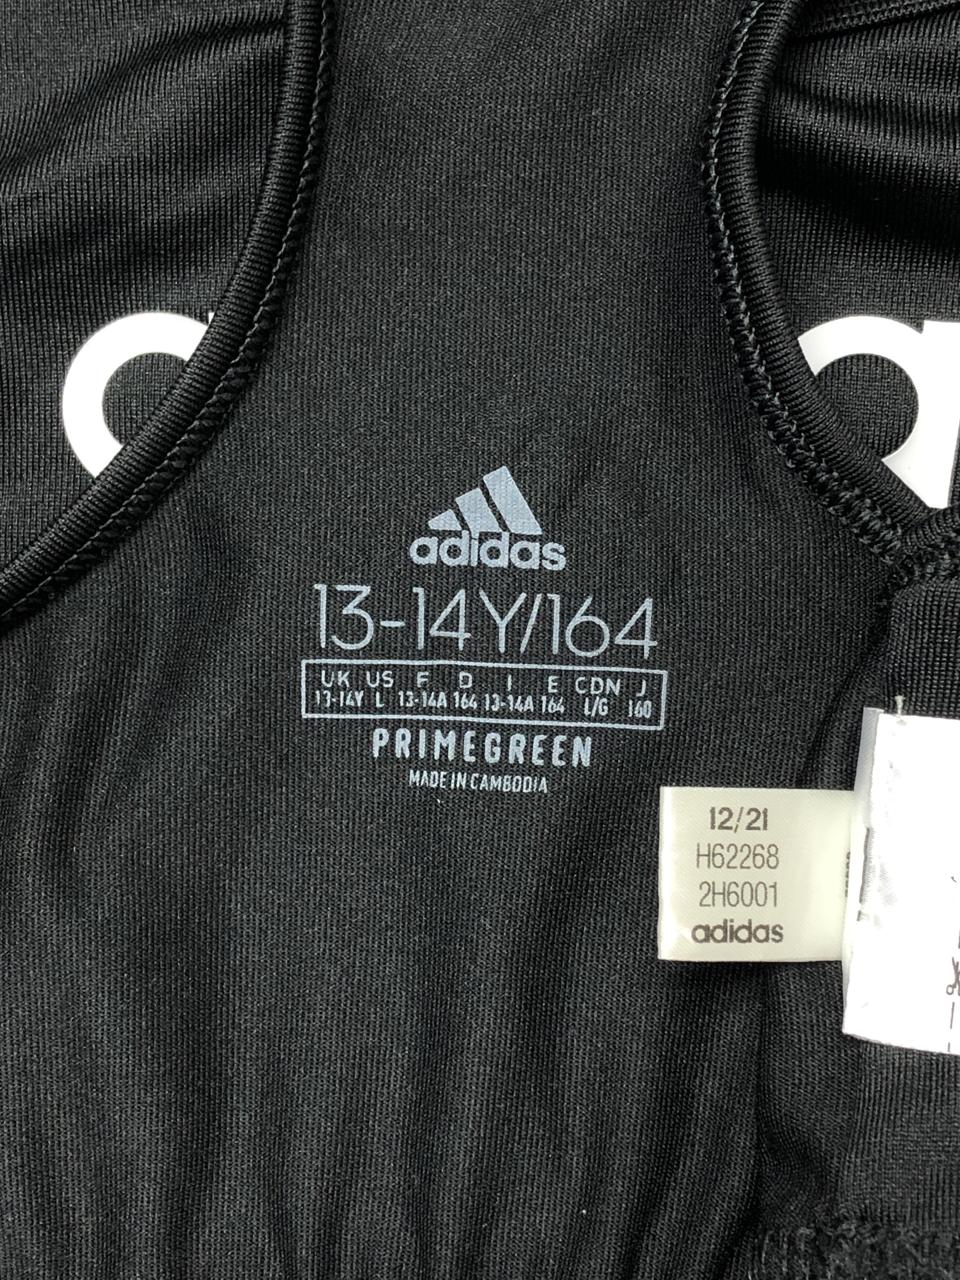 adidas
13-14Y/164
UK US F D I E CDN J
13-14Y L 13-14A 164 13-14A 164 L/G 160
PRIMEGREEN
MADE IN CAMBODIA
12/21
H62268
2H6001
adidas